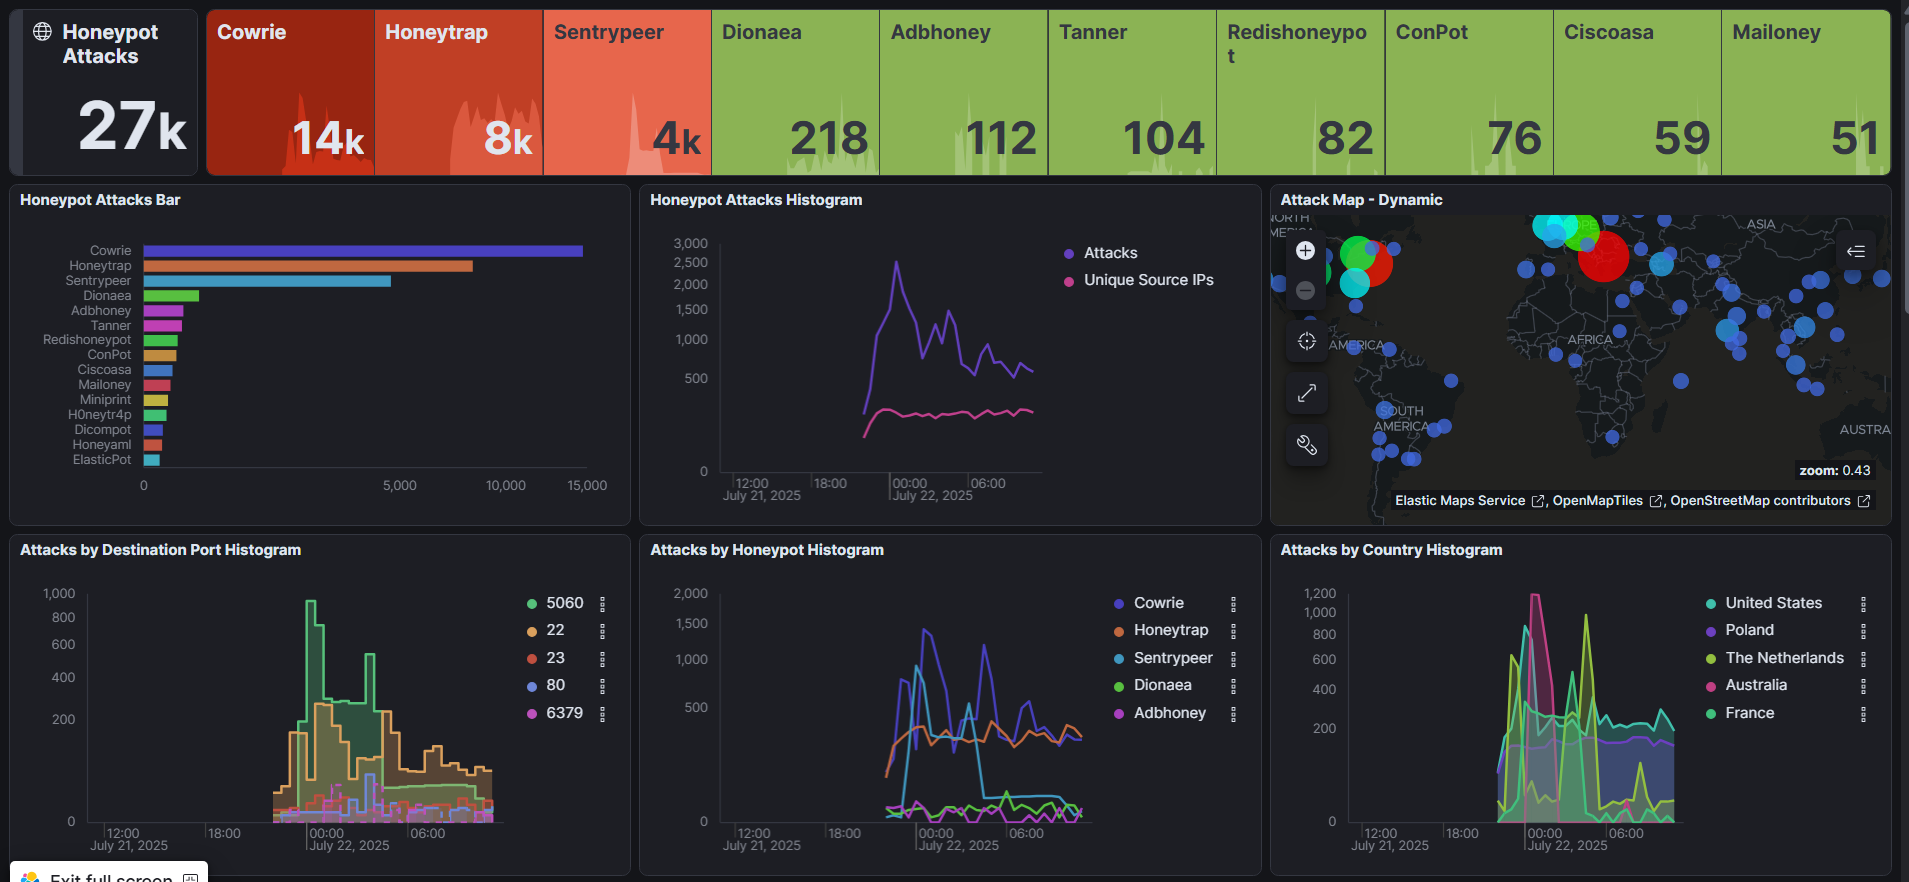 Honeypot
Attacks
27k
Cowrie
14k
Honeytrap
8k
Sentrypeer
4k
Dionaea
218
Adbhoney
112
Tanner
104
Redishoneypo
t
82
ConPot
76
Ciscoasa
59
Mailoney
51
Honeypot Attacks Bar
Cowrie
Honeytrap
Sentrypeer
Dionaea
Adbhoney
Tanner
Redishoneypot
ConPot
Ciscoasa
Mailoney
Miniprint
H0neytr4p
Dicompot
Honeyaml
ElasticPot
0 5,000 10,000 15,000
Honeypot Attacks Histogram
3,000
2,500
2,000
1,500
1,000
500
0
12:00 18:00 00:00 06:00
July 21, 2025 July 22, 2025
Attacks
Unique Source IPs
Attack Map - Dynamic
NORTH
AMERICA
ASIA
AFRICA
AMERICA
SOUTH
AMERICA
AUSTRA
zoom: 0.43
Elastic Maps Service , OpenMapTiles , OpenStreetMap contributors
Attacks by Destination Port Histogram
1,000
800
600
400
200
0
12:00 18:00 00:00 06:00
July 21, 2025 July 22, 2025
5060
22
23
80
6379
Attacks by Honeypot Histogram
2,000
1,500
1,000
500
0
12:00 18:00 00:00 06:00
July 21, 2025 July 22, 2025
Cowrie
Honeytrap
Sentrypeer
Dionaea
Adbhoney
Attacks by Country Histogram
1,200
1,000
800
600
400
200
0
12:00 18:00 00:00 06:00
July 21, 2025 July 22, 2025
United States
Poland
The Netherlands
Australia
France
Exit full screen